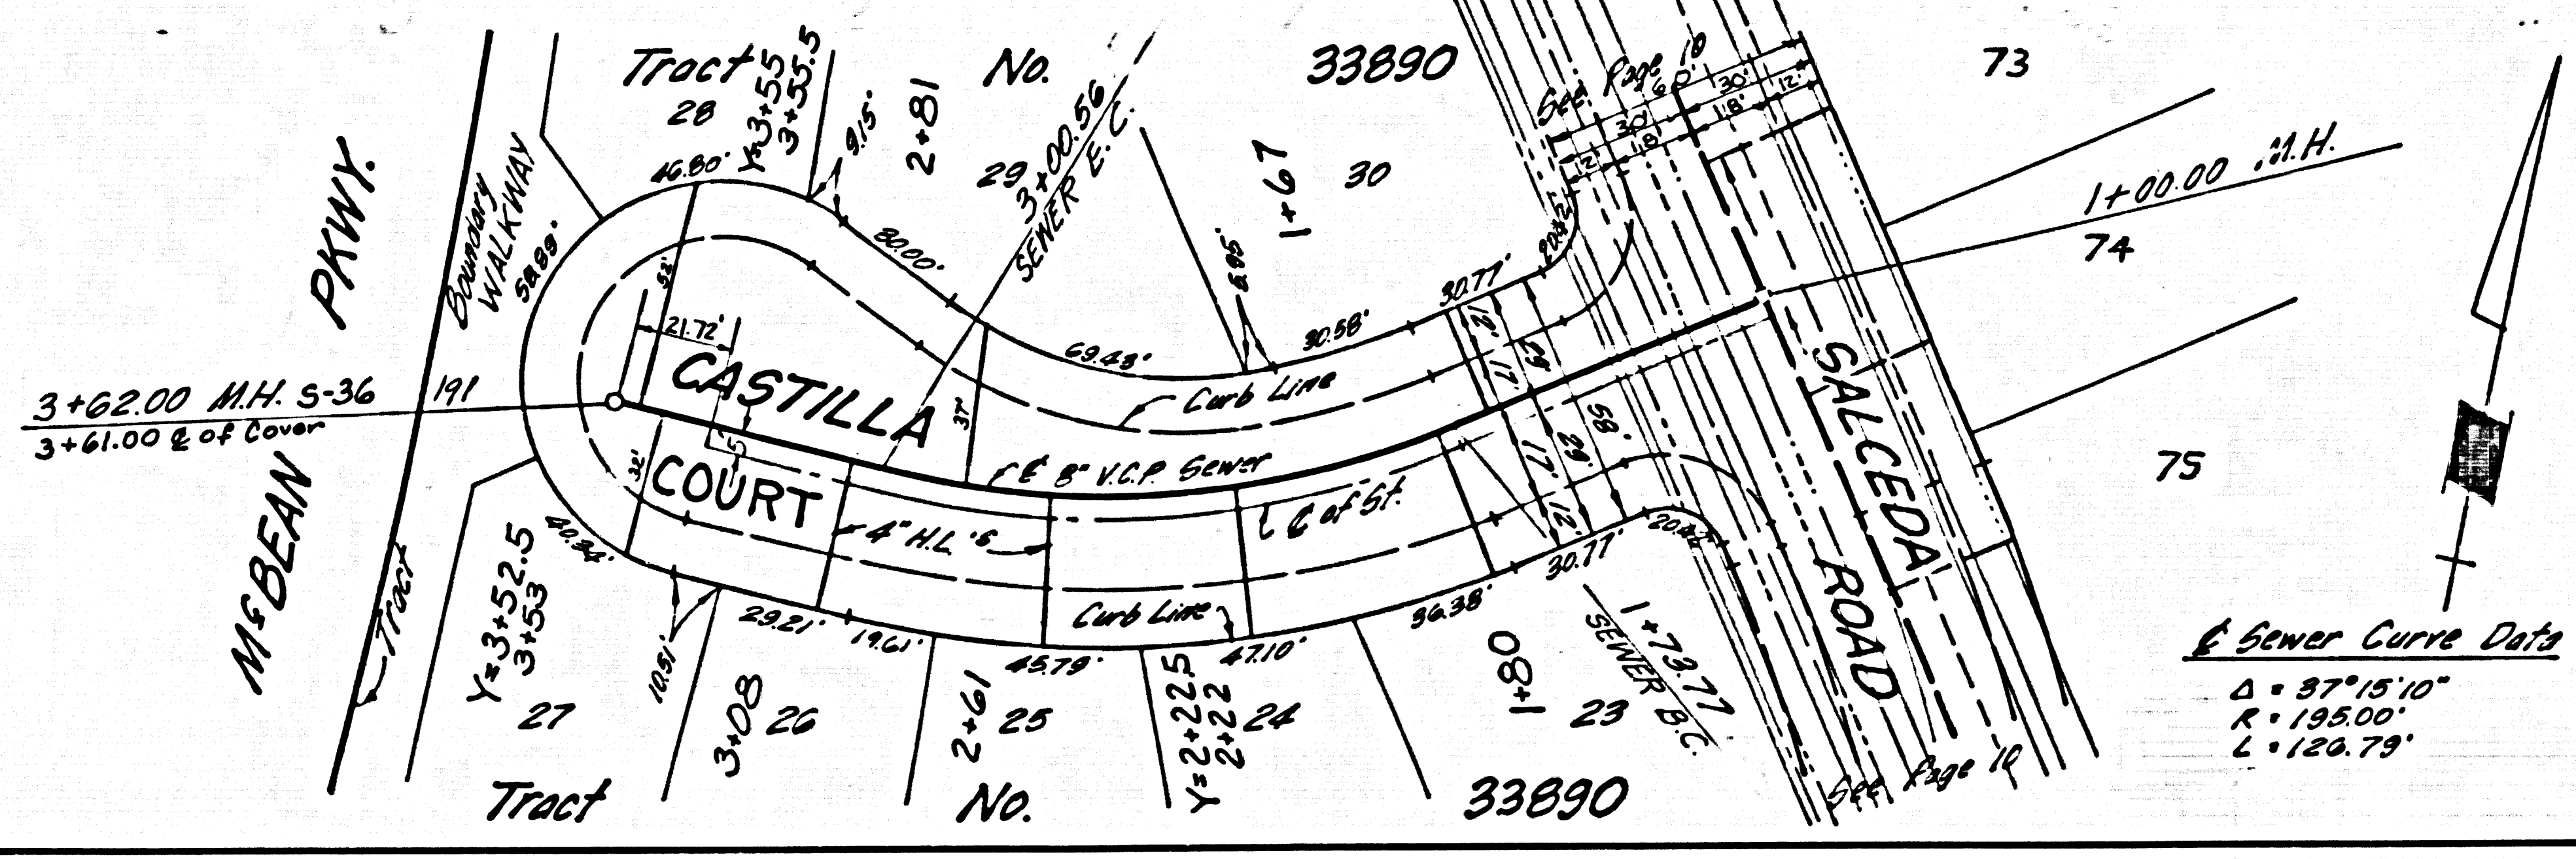 Tract No. 33890
28
Y=3+55
3+55.5
9.15'
2+81
29
3+00.56
SEWER E.C.
1+67
30
See Page 10
60'
30'
30'
18'
18'
12'
12'
73
1+00.00 M.H.
74
75
PKWY.
McBEAN
Boundary
WALKWAY
58.89'
46.80'
52'
80.00'
21.72'
69.48'
6.95'
30.58'
30.77'
20.42'
12'
17'
29'
58'
17'
29'
12'
CASTILLA
COURT
37'
Curb Line
3+62.00 M.H. S-36
3+61.00 ℄ of Cover
191
5'
32'
℄ 8" V.C.P. Sewer
4" H.L.'s
℄ of St.
Curb Line
SALCEDA
ROAD
40.34'
Tract
Y=3+52.5
3+53
27
10.51'
29.21'
19.61'
3+08
26
2+61
25
45.79'
Y=2+22.5
2+22
24
47.10'
36.38'
1+80
23
30.77'
20.42'
1+73.77
SEWER B.C.
See Page 10
Tract No. 33890
℄ Sewer Curve Data
Δ = 37°15'10"
R = 195.00'
L = 126.79'